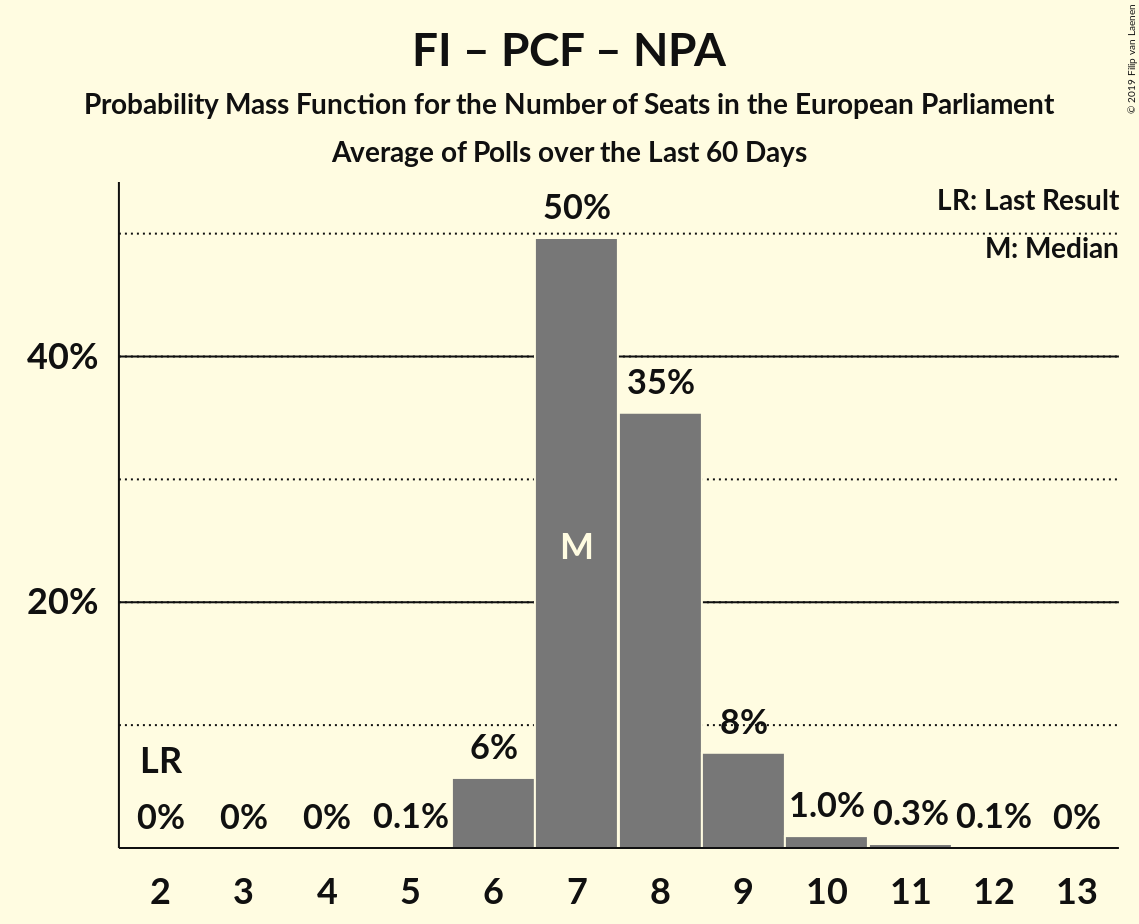 FI – PCF – NPA
Probability Mass Function for the Number of Seats in the European Parliament
Average of Polls over the Last 60 Days
© 2019 Filip van Laenen
LR: Last Result
M: Median
50%
40%
35%
M
20%
8%
6%
LR
0% 0% 0% 0.1% 1.0% 0.3% 0.1% 0%
2 3 4 5 6 7 8 9 10 11 12 13